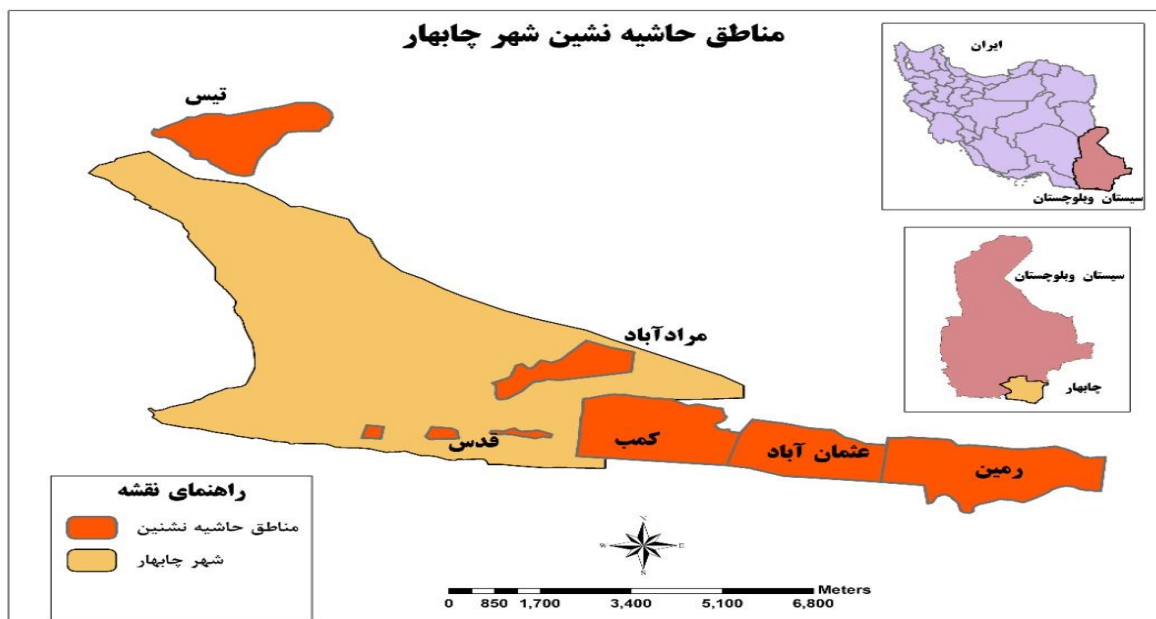 مناطق حاشیه نشین شهر چابهار
ایران
سیستان وبلوچستان
سیستان وبلوچستان
چابهار
تیس
مرادآباد
قدس
کمب
عثمان آباد
رمین
راهنمای نقشه
مناطق حاشیه نشنین
شهر چابهار
N
W E
S
Meters
0 850 1,700 3,400 5,100 6,800